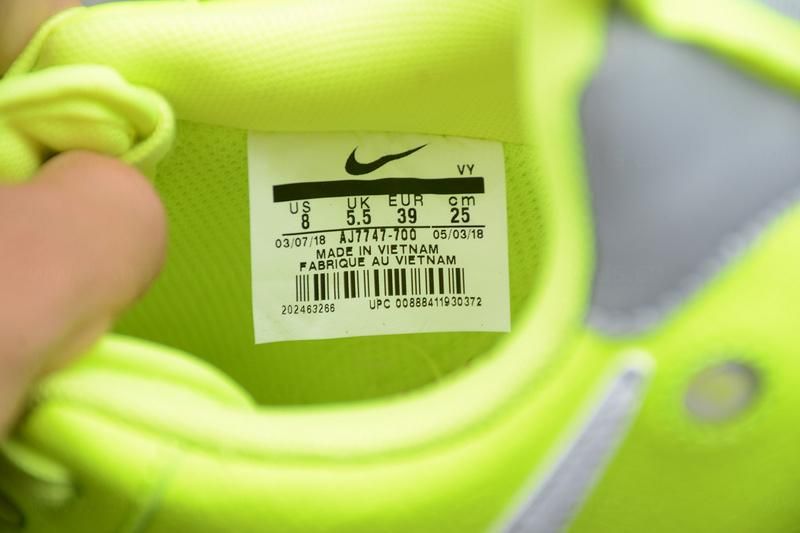 VY
US UK EUR cm
8 5.5 39 25
03/07/18 AJ7747-700 05/03/18
MADE IN VIETNAM
FABRIQUE AU VIETNAM
202463266 UPC 00888411930372